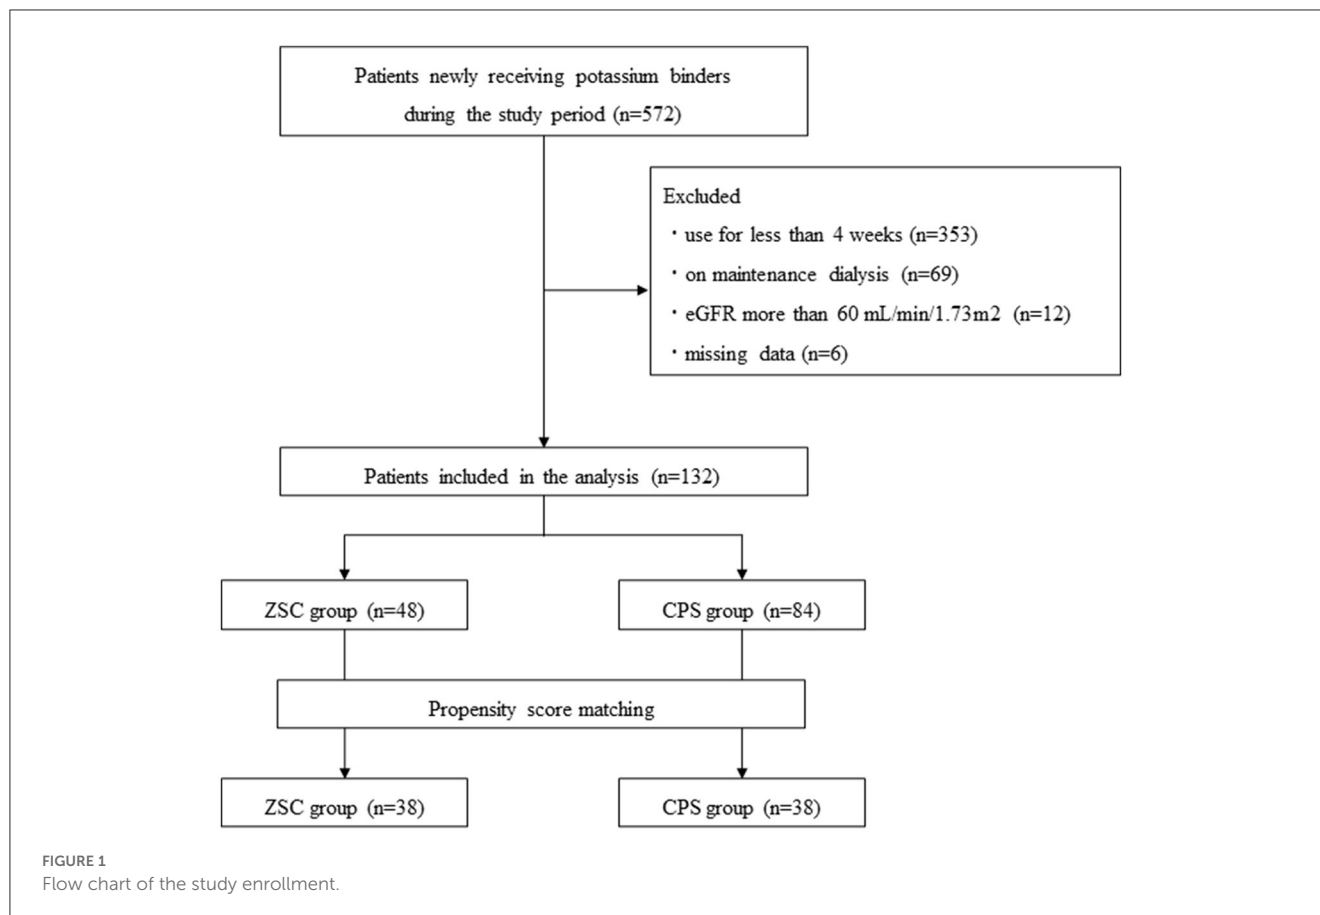 Patients newly receiving potassium binders
during the study period (n=572)
Excluded
・use for less than 4 weeks (n=353)
・on maintenance dialysis (n=69)
・eGFR more than 60 mL/min/1.73m2 (n=12)
・missing data (n=6)
Patients included in the analysis (n=132)
ZSC group (n=48)
CPS group (n=84)
Propensity score matching
ZSC group (n=38)
CPS group (n=38)
FIGURE 1
Flow chart of the study enrollment.